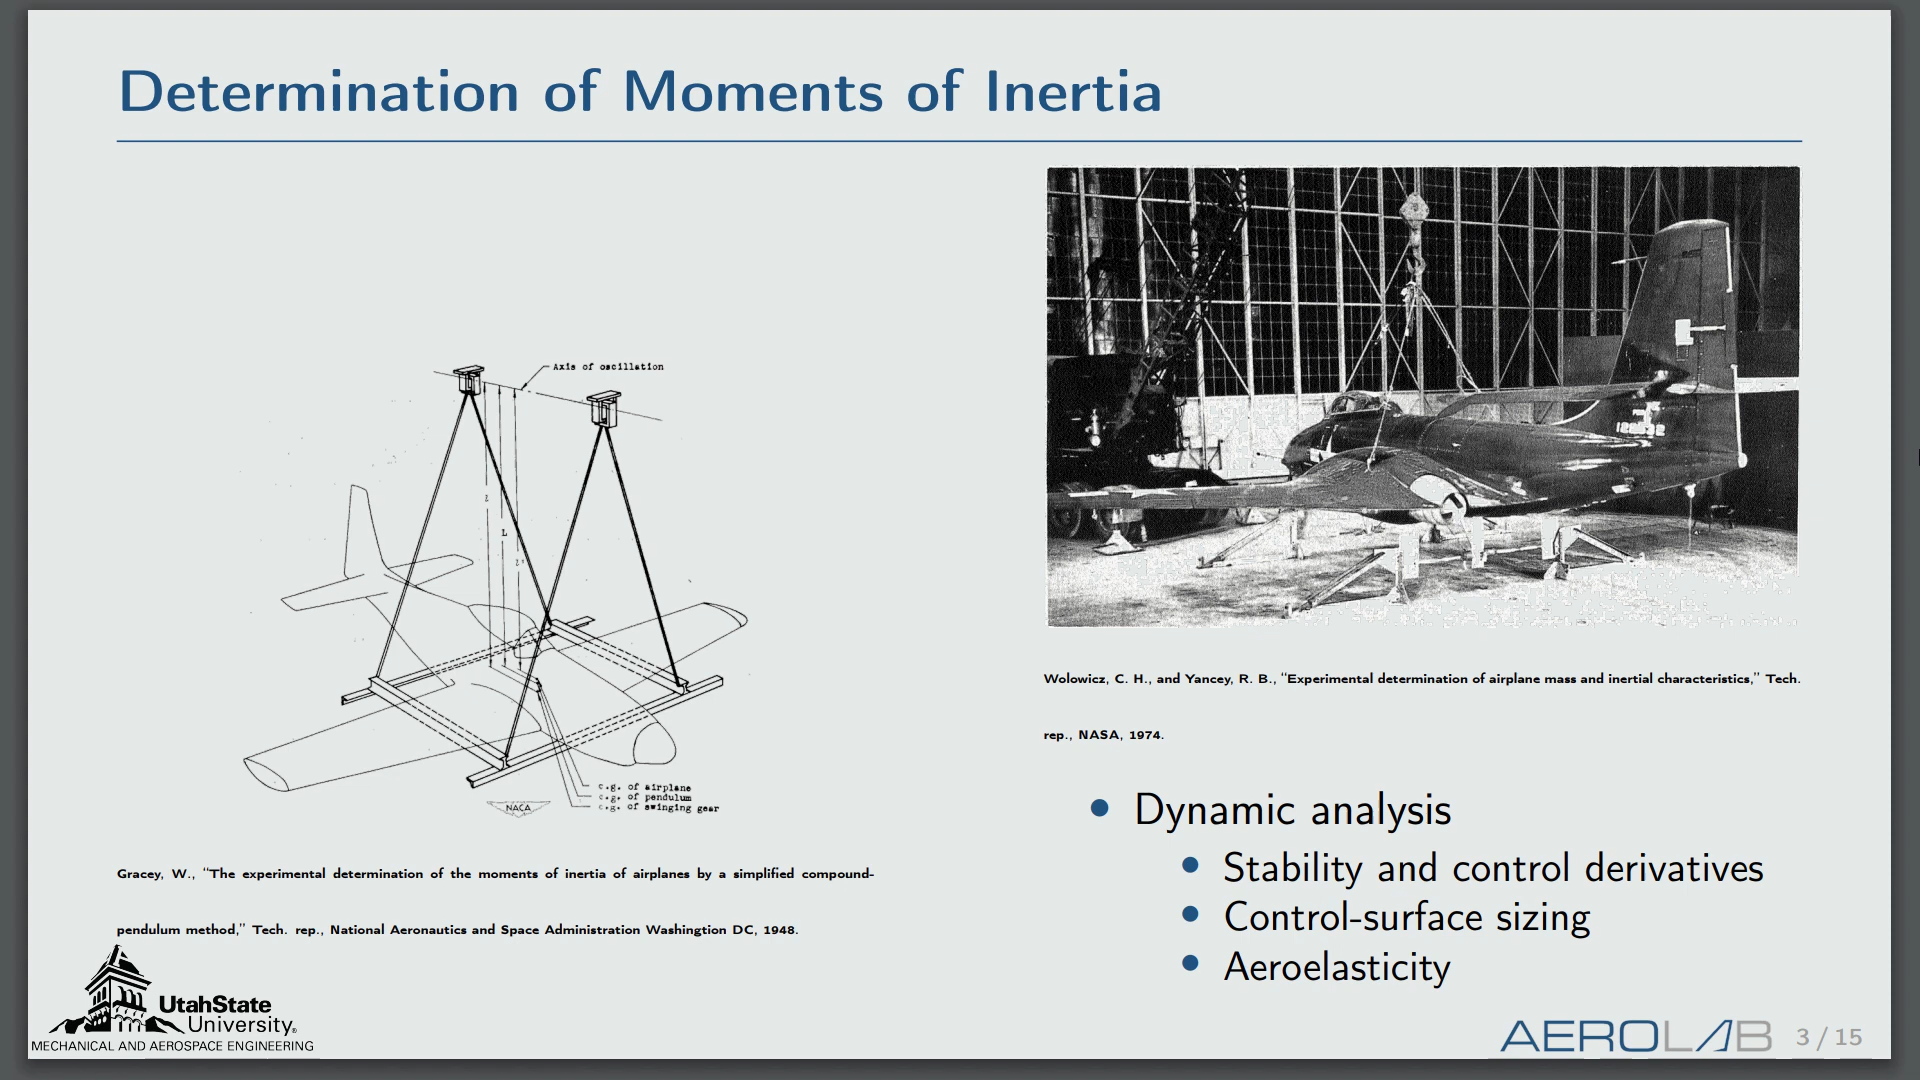 Determination of Moments of Inertia
Axis of oscillation
l
L
c.g. of airplane
c.g. of pendulum
c.g. of swinging gear
NACA
Gracey, W., “The experimental determination of the moments of inertia of airplanes by a simplified compound-
pendulum method,” Tech. rep., National Aeronautics and Space Administration Washingtion DC, 1948.
Wolowicz, C. H., and Yancey, R. B., “Experimental determination of airplane mass and inertial characteristics,” Tech.
rep., NASA, 1974.
• Dynamic analysis
• Stability and control derivatives
• Control-surface sizing
• Aeroelasticity
UtahState
University®
MECHANICAL AND AEROSPACE ENGINEERING
AEROLAB
3 / 15